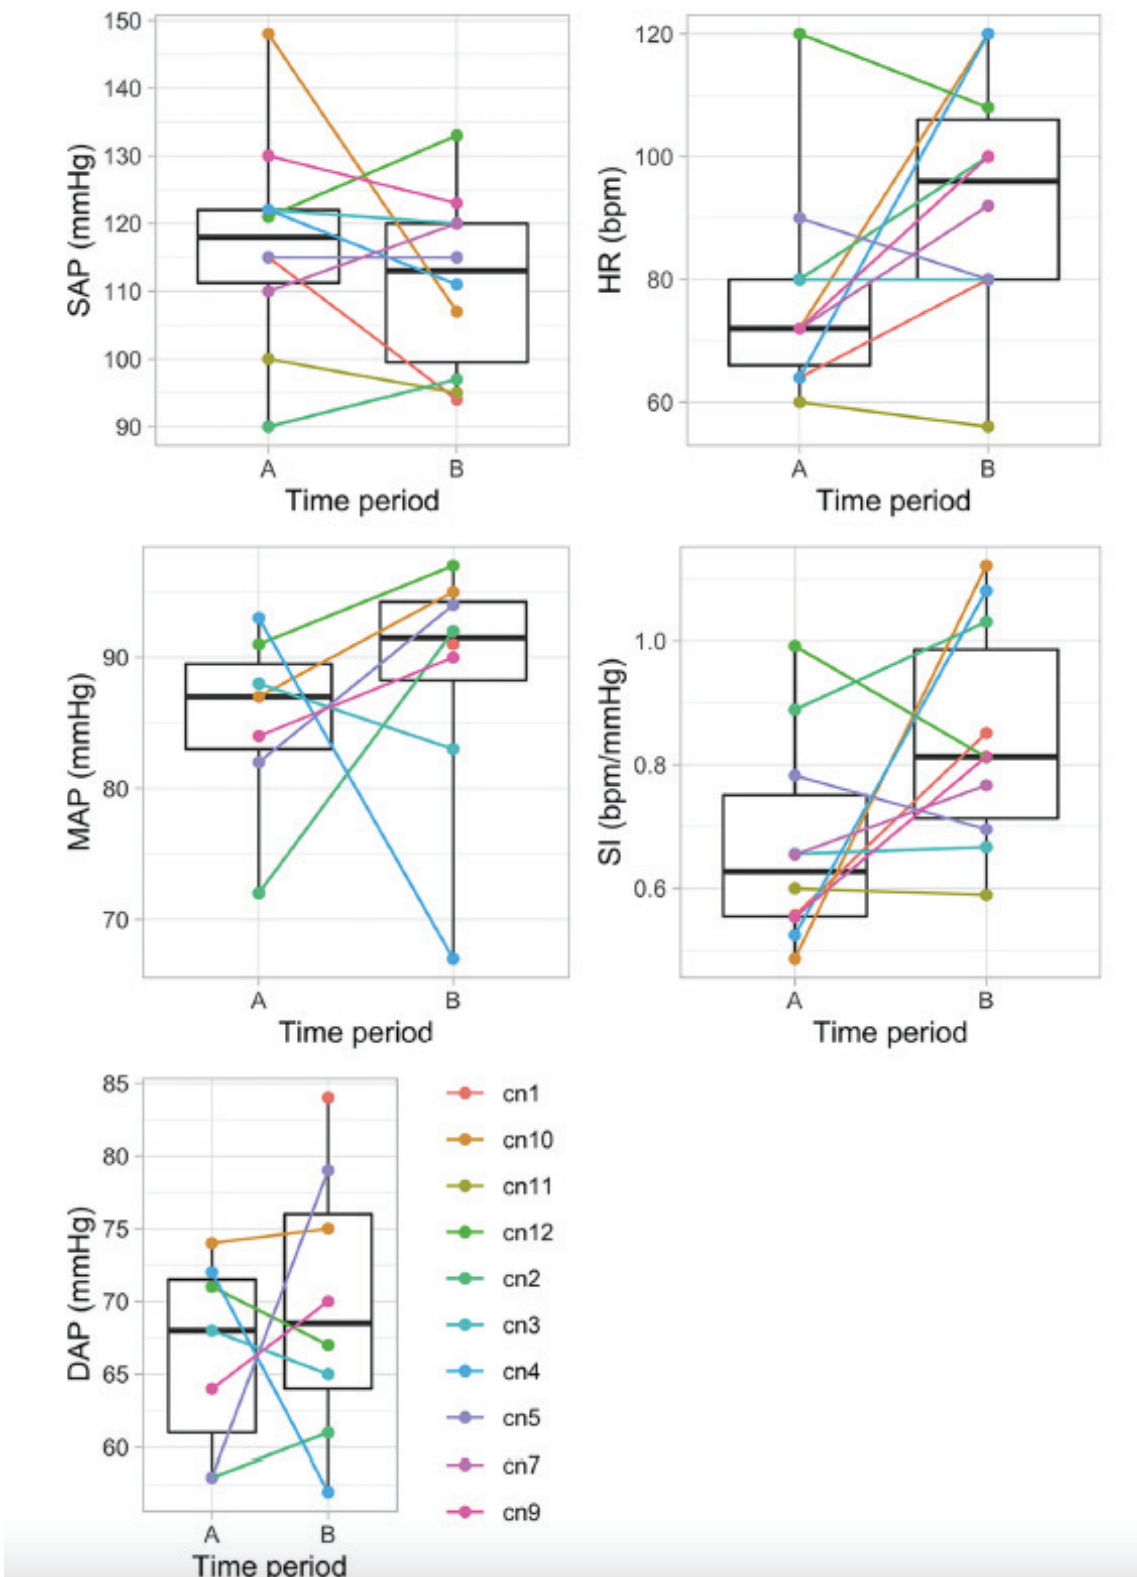 SAP (mmHg)
150
140
130
120
110
100
90
A
B
Time period
HR (bpm)
120
100
80
60
A
B
Time period
MAP (mmHg)
90
80
70
A
B
Time period
SI (bpm/mmHg)
1.0
0.8
0.6
A
B
Time period
DAP (mmHg)
85
80
75
70
65
60
A
B
Time period
cn1
cn10
cn11
cn12
cn2
cn3
cn4
cn5
cn7
cn9